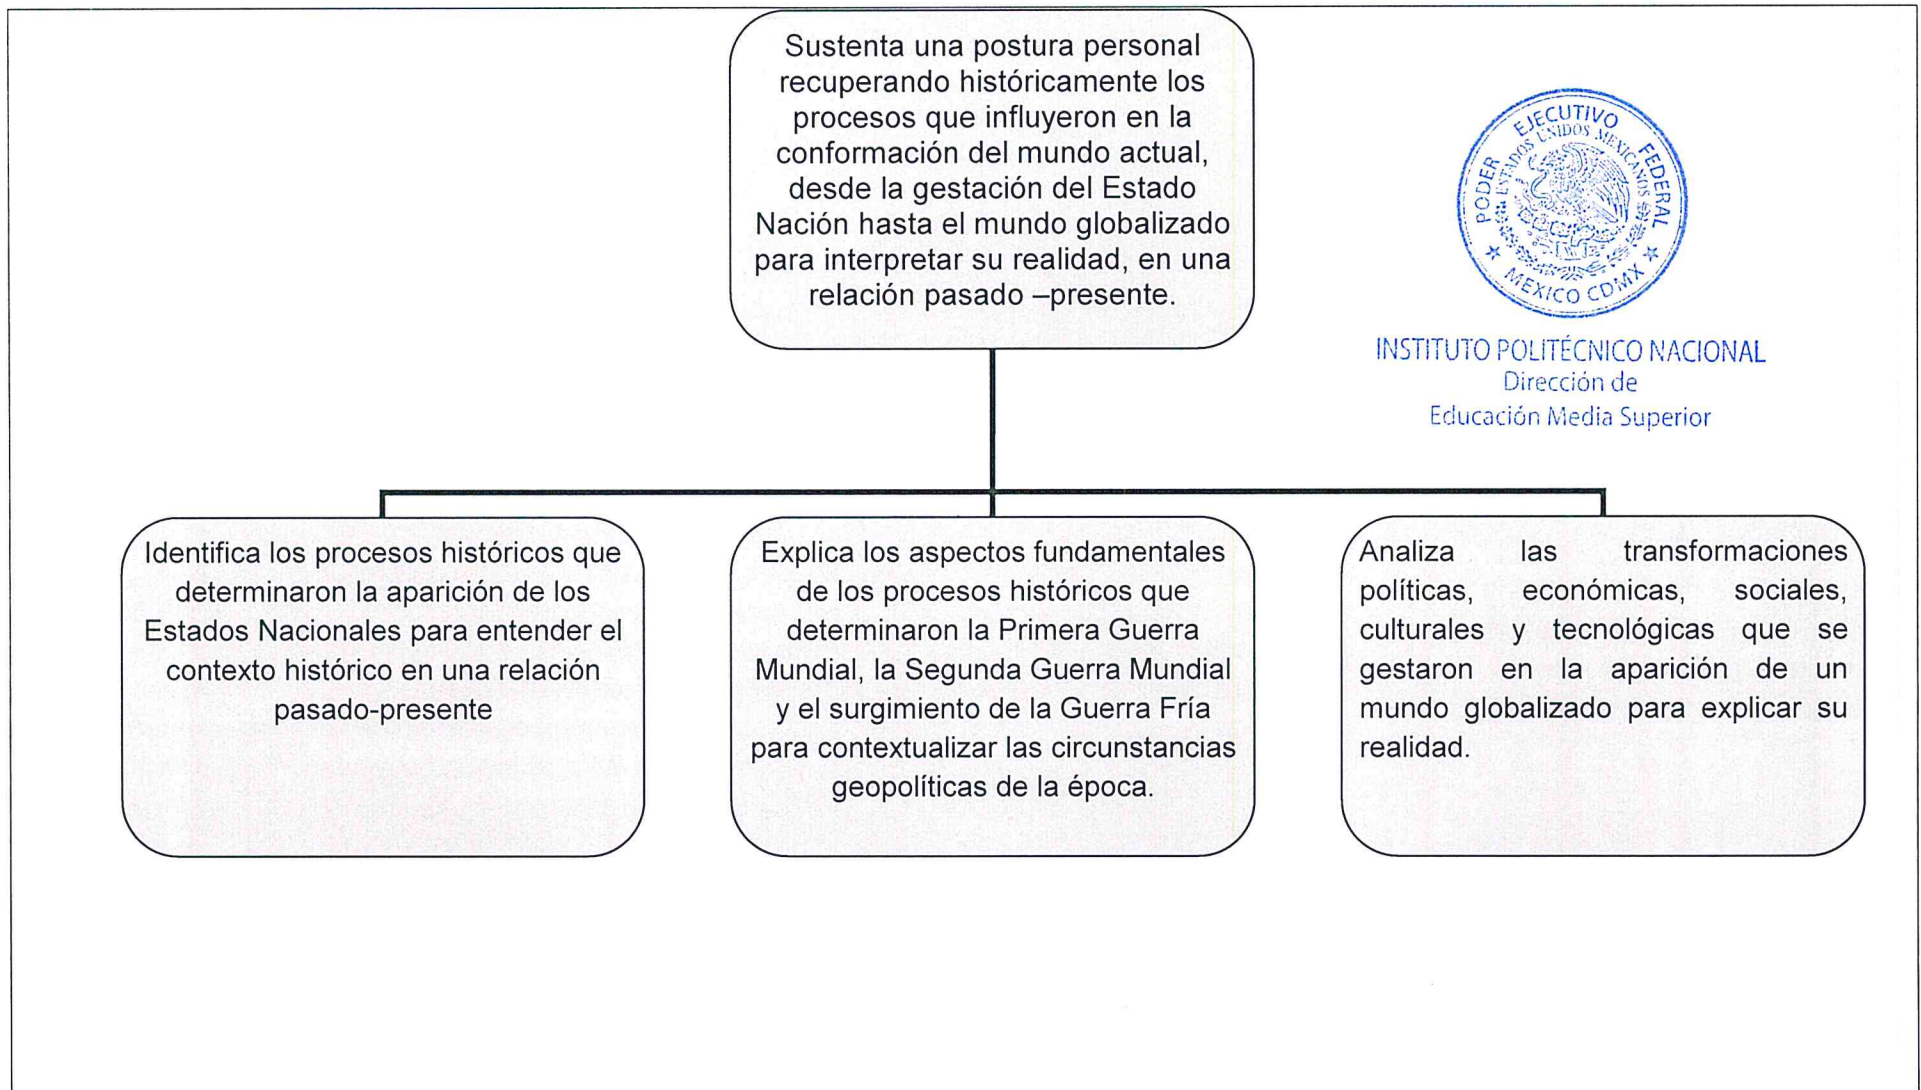 Sustenta una postura personal
recuperando históricamente los
procesos que influyeron en la
conformación del mundo actual,
desde la gestación del Estado
Nación hasta el mundo globalizado
para interpretar su realidad, en una
relación pasado –presente.
PODER EJECUTIVO FEDERAL
ESTADOS UNIDOS MEXICANOS
MÉXICO CDMX
INSTITUTO POLITÉCNICO NACIONAL
Dirección de
Educación Media Superior
Identifica los procesos históricos que
determinaron la aparición de los
Estados Nacionales para entender el
contexto histórico en una relación
pasado-presente
Explica los aspectos fundamentales
de los procesos históricos que
determinaron la Primera Guerra
Mundial, la Segunda Guerra Mundial
y el surgimiento de la Guerra Fría
para contextualizar las circunstancias
geopolíticas de la época.
Analiza las transformaciones
políticas, económicas, sociales,
culturales y tecnológicas que se
gestaron en la aparición de un
mundo globalizado para explicar su
realidad.